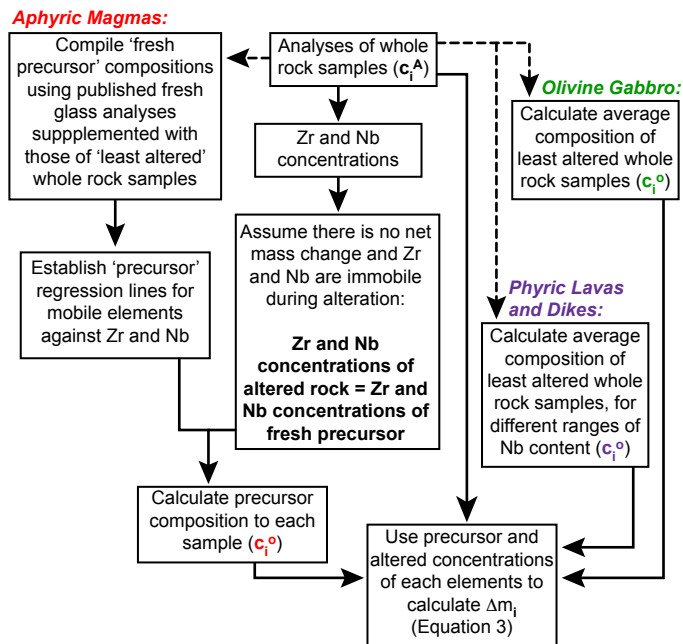 Aphyric Magmas:
Compile ‘fresh
precursor’ compositions
using published fresh
glass analyses
suppplemented with
those of ‘least altered’
whole rock samples
Analyses of whole
rock samples (cᵢᴬ)
Olivine Gabbro:
Calculate average
composition of
least altered whole
rock samples (cᵢᵒ)
Zr and Nb
concentrations
Establish ‘precursor’
regression lines for
mobile elements
against Zr and Nb
Assume there is no net
mass change and Zr
and Nb are immobile
during alteration:
Zr and Nb
concentrations of
altered rock = Zr and
Nb concentrations of
fresh precursor
Phyric Lavas
and Dikes:
Calculate average
composition of
least altered whole
rock samples, for
different ranges of
Nb content (cᵢᵒ)
Calculate precursor
composition to each
sample (cᵢᵒ)
Use precursor and
altered concentrations
of each elements to
calculate Δmᵢ
(Equation 3)